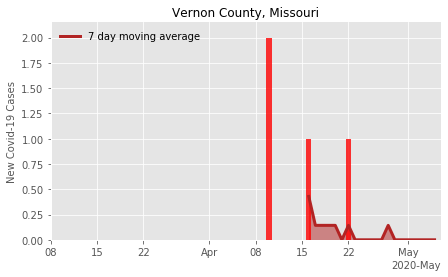 Vernon County, Missouri
7 day moving average
New Covid-19 Cases
2.00
1.75
1.50
1.25
1.00
0.75
0.50
0.25
0.00
08 15 22 Apr 08 15 22 May
2020-May